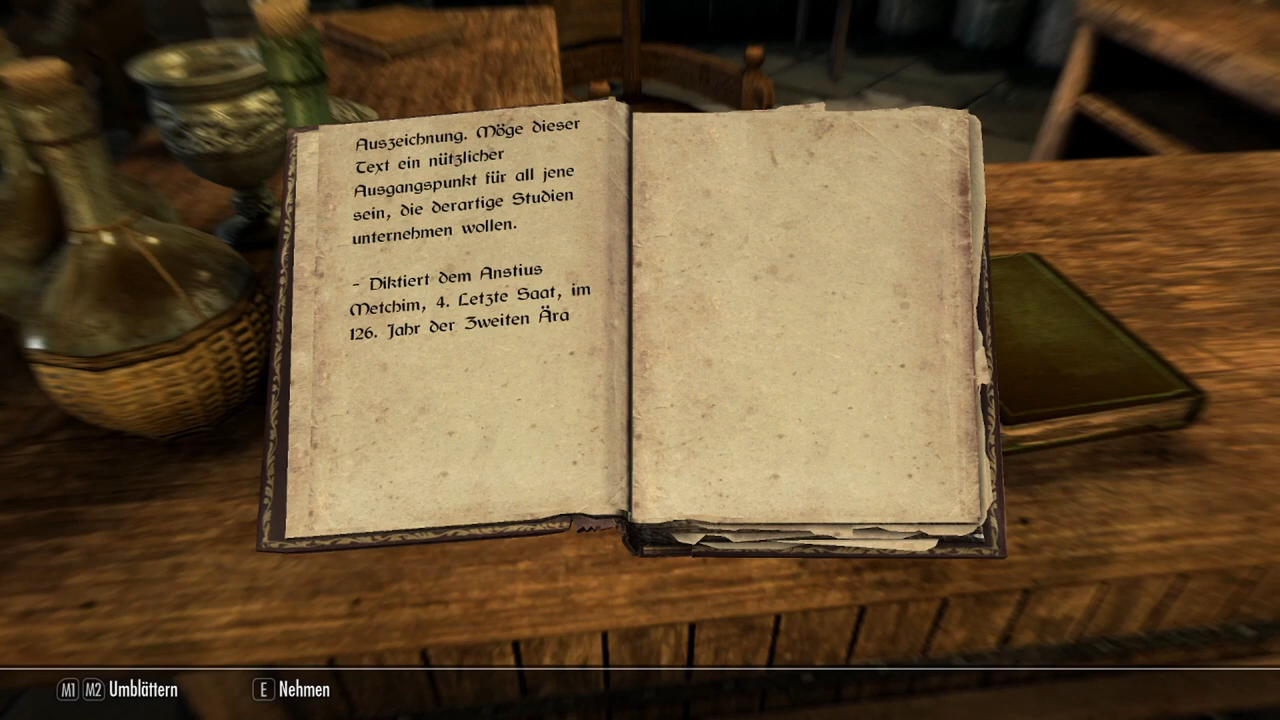 Auszeichnung. Möge dieser
Text ein nützlicher
Ausgangspunkt für all jene
sein, die derartige Studien
unternehmen wollen.
- Diktiert dem Anstius
Metchim, 4. Letzte Saat, im
126. Jahr der Zweiten Ära
M1 M2 Umblättern
E Nehmen